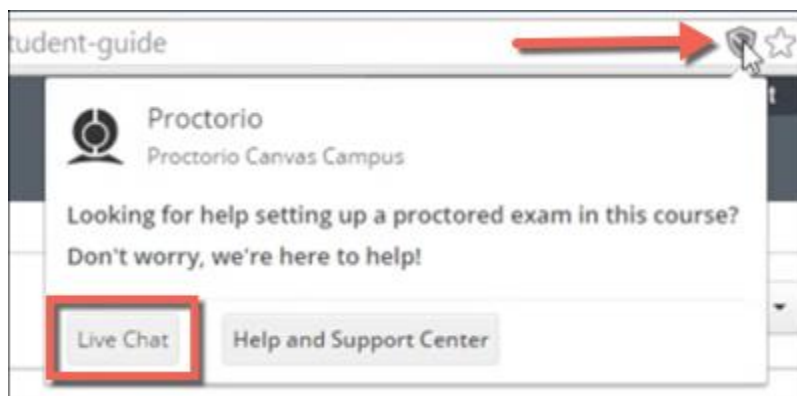 tudent-guide
t
Proctorio
Proctorio Canvas Campus
Looking for help setting up a proctored exam in this course?
Don't worry, we're here to help!
Live Chat
Help and Support Center